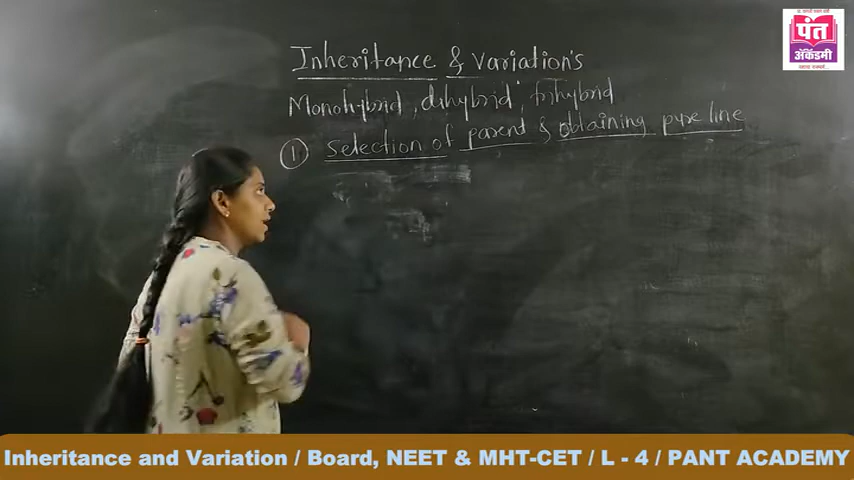 पंत
अ‍ॅकॅडमी
Inheritance & Variation's
Monohybrid, dihybrid, trihybrid
① Selection of parent & obtaining pure line
Inheritance and Variation / Board, NEET & MHT-CET / L - 4 / PANT ACADEMY